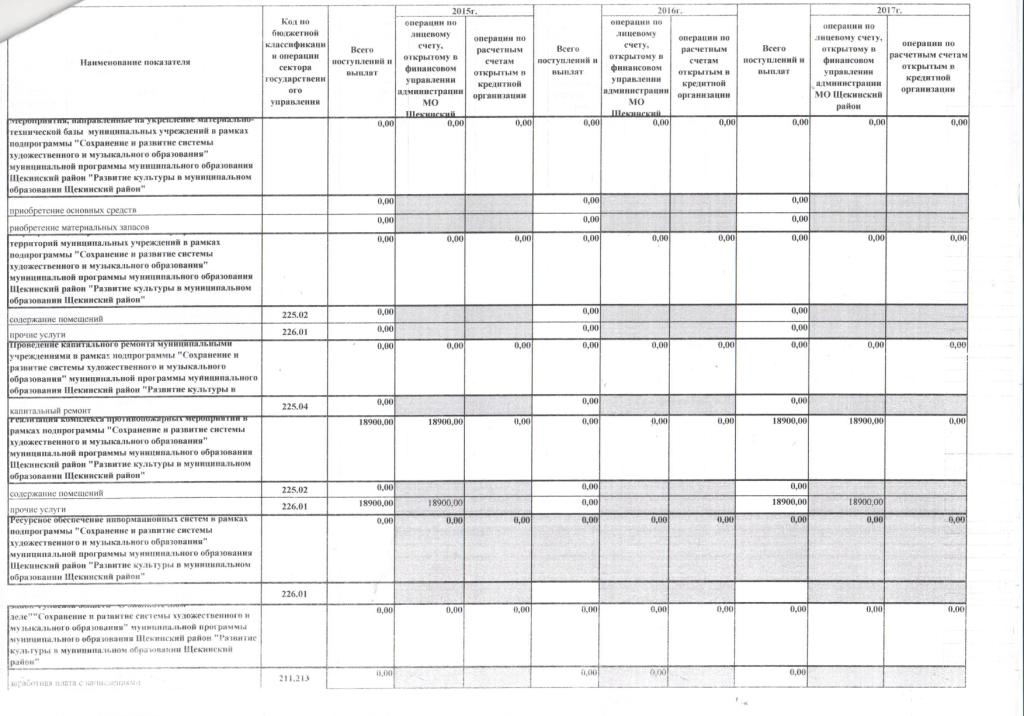 2015г. 2016г. 2017г.
Наименование показателя
Код по
бюджетной
классификаци
и операции
сектора
государственн
ого
управления
Всего
поступлений и
выплат
операции по
лицевому
счету,
открытому в
финансовом
управлении
администрации
МО
Щекинский
операции по
расчетным
счетам
открытым в
кредитной
организации
Всего
поступлений и
выплат
операции по
лицевому
счету,
открытому в
финансовом
управлении
администрации
МО
Щекинский
операции по
расчетным
счетам
открытым в
кредитной
организации
Всего
поступлений и
выплат
операции по
лицевому счету,
открытому в
финансовом
управлении
администрации
МО Щекинский
район
операции по
расчетным счетам
открытым в
кредитной
организации
Мероприятия, направленные на укрепление материально-
технической базы муниципальных учреждений в рамках
подпрограммы "Сохранение и развитие системы
художественного и музыкального образования"
муниципальной программы муниципального образования
Щекинский район "Развитие культуры в муниципальном
образовании Щекинский район"
0,00 0,00 0,00 0,00 0,00 0,00 0,00 0,00 0,00
приобретение основных средств 0,00 0,00 0,00
риобретение материальных запасов 0,00 0,00 0,00
территорий муниципальных учреждений в рамках
подпрограммы "Сохранение и развитие системы
художественного и музыкального образования"
муниципальной программы муниципального образования
Щекинский район "Развитие культуры в муниципальном
образовании Щекинский район"
0,00 0,00 0,00 0,00 0,00 0,00 0,00 0,00 0,00
содержание помещений 225.02 0,00 0,00 0,00
прочие услуги 226.01 0,00 0,00 0,00
Проведение капитального ремонта муниципальными
учреждениями в рамках подпрограммы "Сохранение и
развитие системы художественного и музыкального
образования" муниципальной программы муниципального
образования Щекинский район "Развитие культуры в
0,00 0,00 0,00 0,00 0,00 0,00 0,00 0,00 0,00
капитальный ремонт 225.04 0,00 0,00 0,00
Реализация комплекса противопожарных мероприятий в
рамках подпрограммы "Сохранение и развитие системы
художественного и музыкального образования"
муниципальной программы муниципального образования
Щекинский район "Развитие культуры в муниципальном
образовании Щекинский район"
18900,00 18900,00 0,00 0,00 0,00 0,00 18900,00 18900,00 0,00
содержание помещений 225.02 0,00 0,00 0,00
прочие услуги 226.01 18900,00 18900,00 0,00 18900,00 18900,00
Ресурсное обеспечение информационных систем в рамках
подпрограммы "Сохранение и развитие системы
художественного и музыкального образования"
муниципальной программы муниципального образования
Щекинский район "Развитие культуры в муниципальном
образовании Щекинский район"
0,00 0,00 0,00 0,00 0,00 0,00 0,00 0,00 0,00
226.01
деле""Сохранение и развитие системы художественного и
музыкального образования" муниципальной программы
муниципального образования Щекинский район "Развитие
культуры в муниципальном образовании Щекинский
район"
0,00 0,00 0,00 0,00 0,00 0,00 0,00 0,00 0,00
заработная плата с начислениями 211,213 0,00 0,00 0,00 0,00